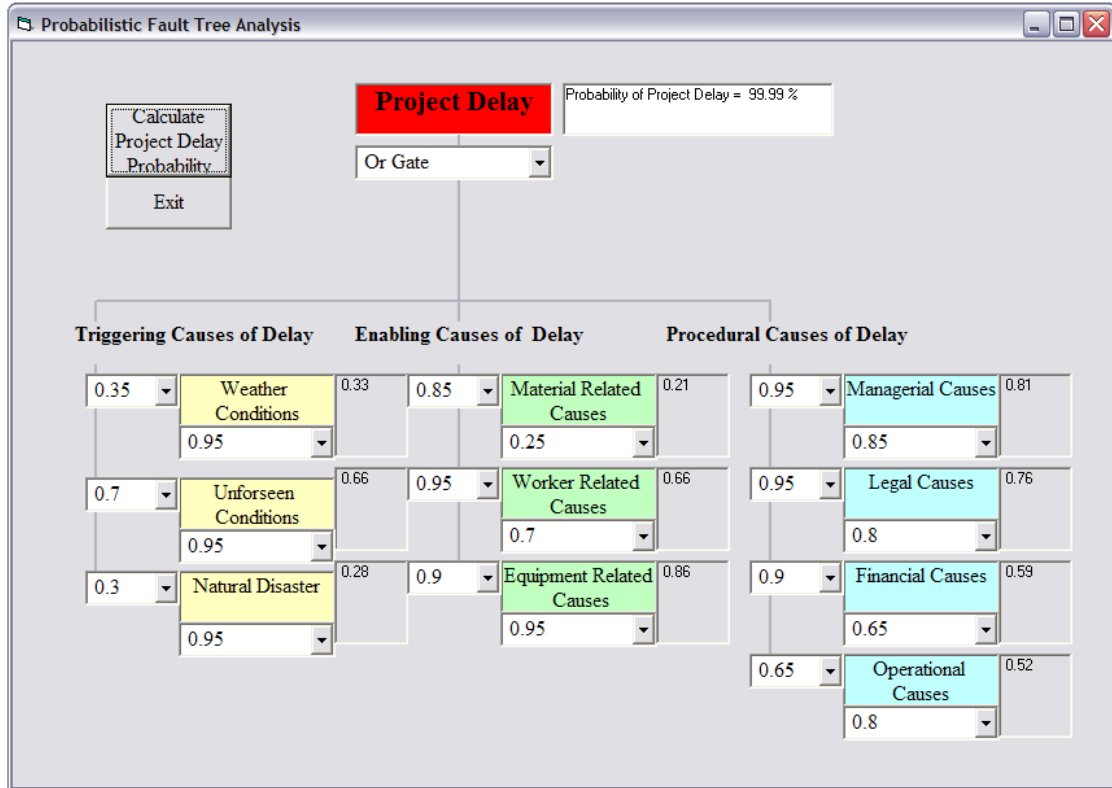 Probabilistic Fault Tree Analysis
Project Delay
Probability of Project Delay = 99.99 %
Calculate
Project Delay
Probability
Or Gate
Exit
Triggering Causes of Delay
Enabling Causes of Delay
Procedural Causes of Delay
0.35
Weather
Conditions
0.95
0.33
0.7
Unforseen
Conditions
0.95
0.66
0.3
Natural Disaster
0.95
0.28
0.85
Material Related
Causes
0.25
0.21
0.95
Worker Related
Causes
0.7
0.66
0.9
Equipment Related
Causes
0.95
0.86
0.95
Managerial Causes
0.85
0.81
0.95
Legal Causes
0.8
0.76
0.9
Financial Causes
0.65
0.59
0.65
Operational
Causes
0.8
0.52